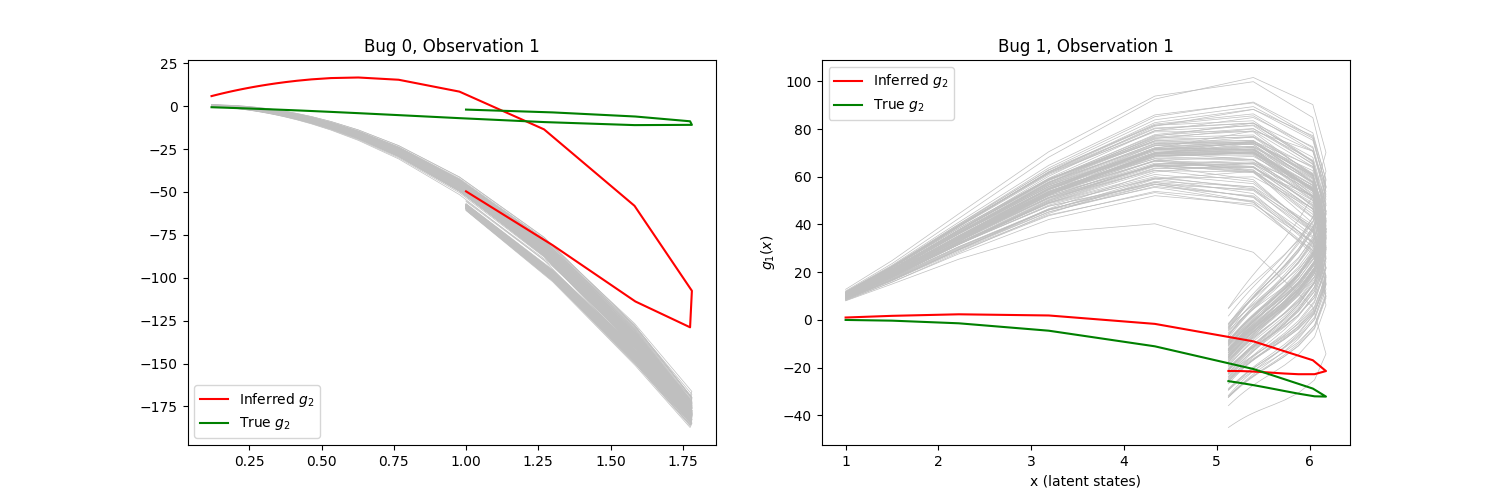 Bug 0, Observation 1
25
0
−25
−50
−75
−100
−125
−150
−175
Inferred g₂
True g₂
0.25 0.50 0.75 1.00 1.25 1.50 1.75
Bug 1, Observation 1
Inferred g₂
True g₂
100
80
60
40
20
0
−20
−40
g₁(x)
1 2 3 4 5 6
x (latent states)